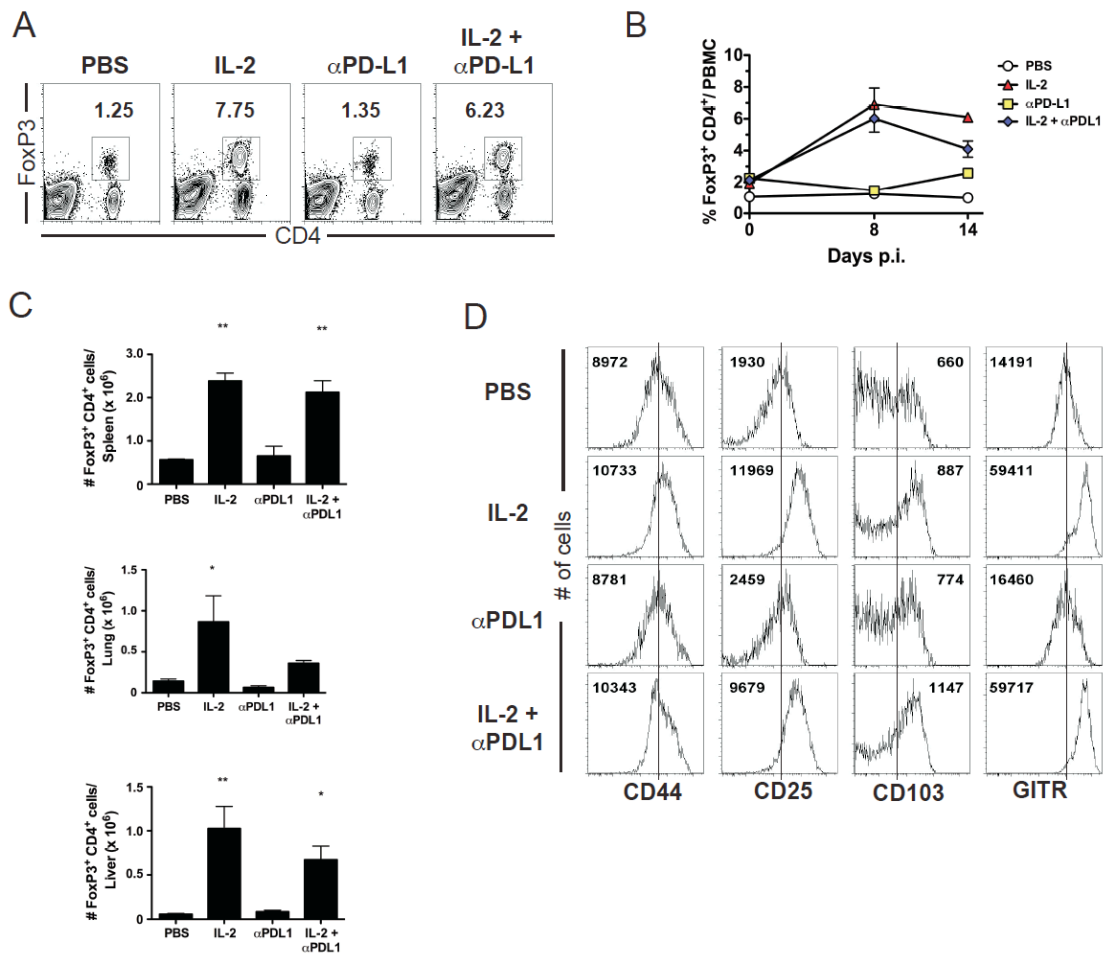 A
PBS
IL-2
αPD-L1
IL-2 +
αPD-L1
1.25
7.75
1.35
6.23
FoxP3
CD4
B
% FoxP3⁺ CD4⁺/ PBMC
10
8
6
4
2
0
0
8
14
Days p.i.
PBS
IL-2
αPD-L1
IL-2 + αPDL1
C
**
**
# FoxP3⁺ CD4⁺ cells/
Spleen (x 10⁶)
3.0
2.0
1.0
0
PBS
IL-2
αPDL1
IL-2 +
αPDL1
*
# FoxP3⁺ CD4⁺ cells/
Lung (x 10⁶)
1.5
1.0
0.5
0
PBS
IL-2
αPDL1
IL-2 +
αPDL1
**
*
# FoxP3⁺ CD4⁺ cells/
Liver (x 10⁶)
1.5
1.0
0.5
0
PBS
IL-2
αPDL1
IL-2 +
αPDL1
D
PBS
8972
1930
660
14191
IL-2
10733
11969
887
59411
# of cells
αPDL1
8781
2459
774
16460
IL-2 +
αPDL1
10343
9679
1147
59717
CD44
CD25
CD103
GITR